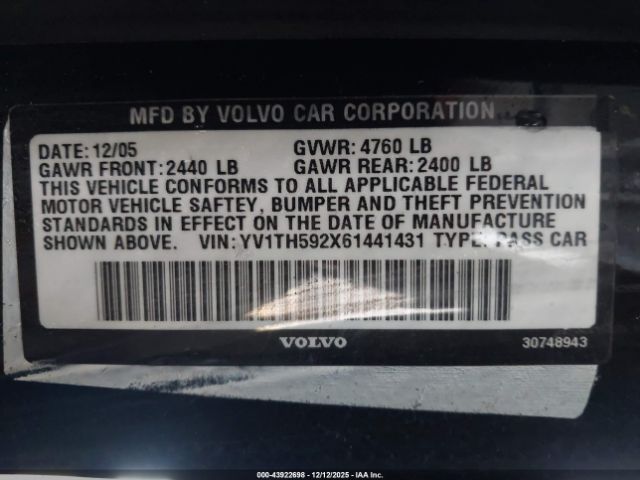 MFD BY VOLVO CAR CORPORATION
DATE: 12/05 GVWR: 4760 LB
GAWR FRONT: 2440 LB GAWR REAR: 2400 LB
THIS VEHICLE CONFORMS TO ALL APPLICABLE FEDERAL
MOTOR VEHICLE SAFTEY, BUMPER AND THEFT PREVENTION
STANDARDS IN EFFECT ON THE DATE OF MANUFACTURE
SHOWN ABOVE. VIN: YV1TH592X61441431 TYPE: PASS CAR
VOLVO
30748943
000-43922698 - 12/12/2025 - IAA Inc.